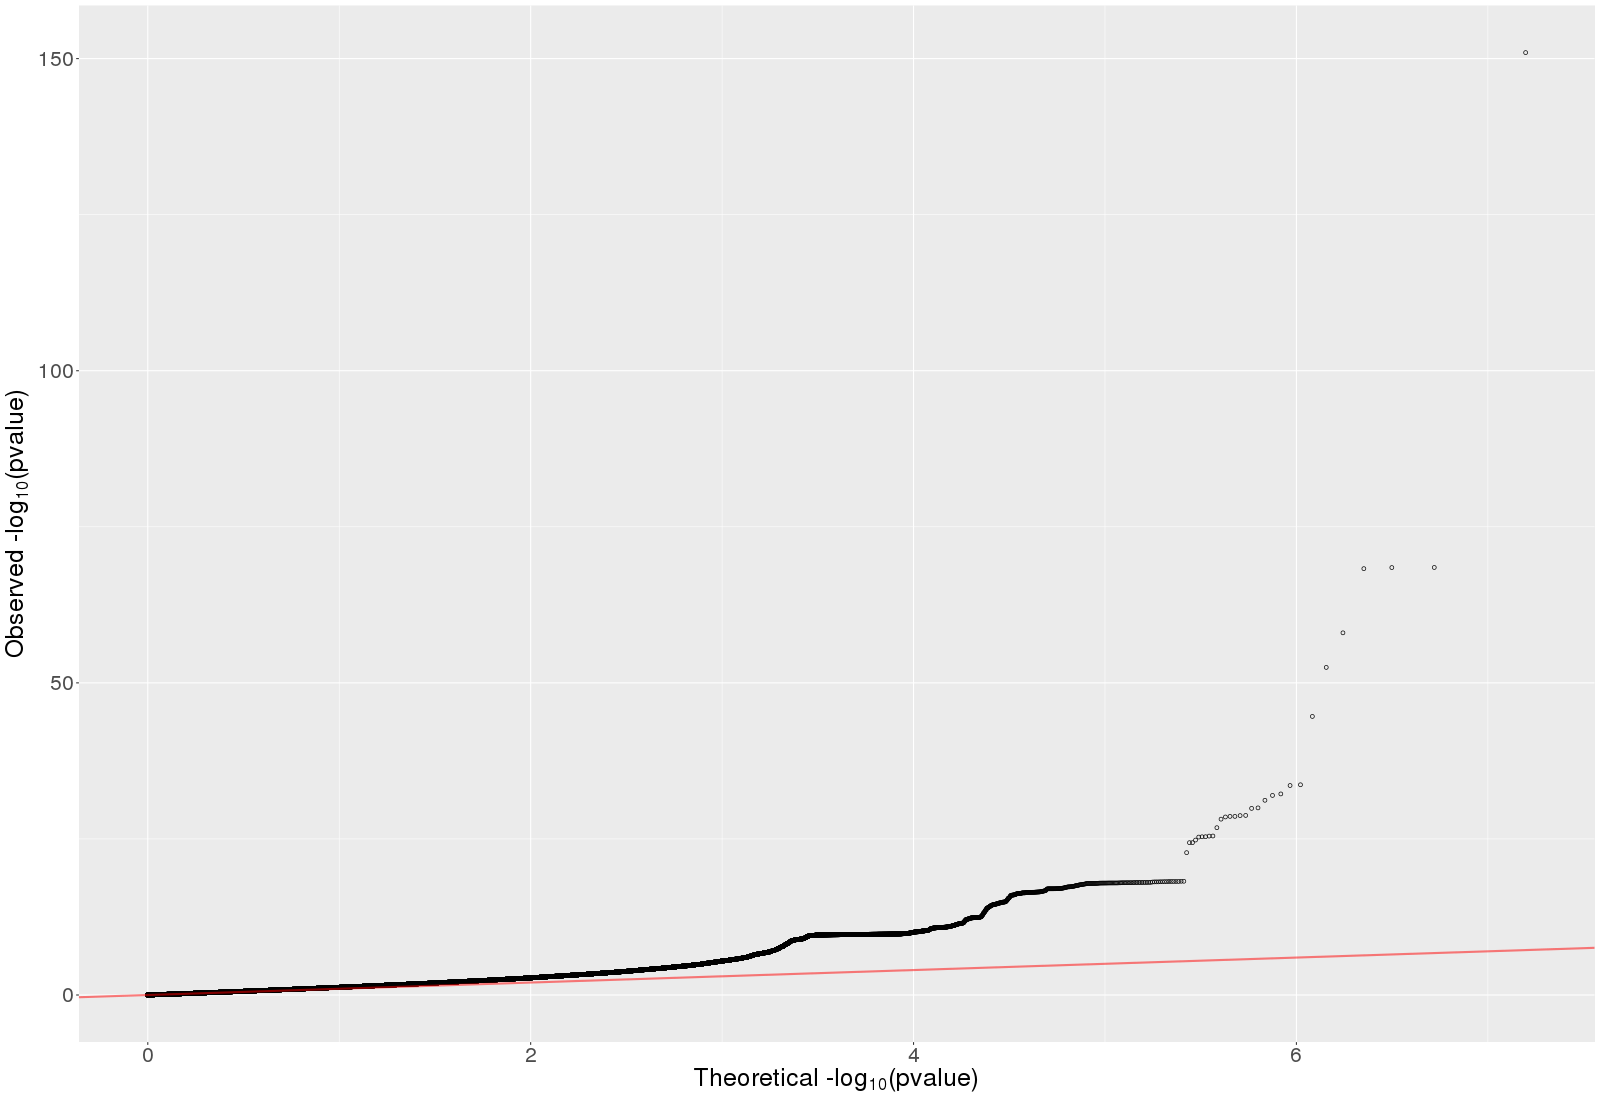 150
100
50
0
Observed -log₁₀(pvalue)
0 2 4 6
Theoretical -log₁₀(pvalue)